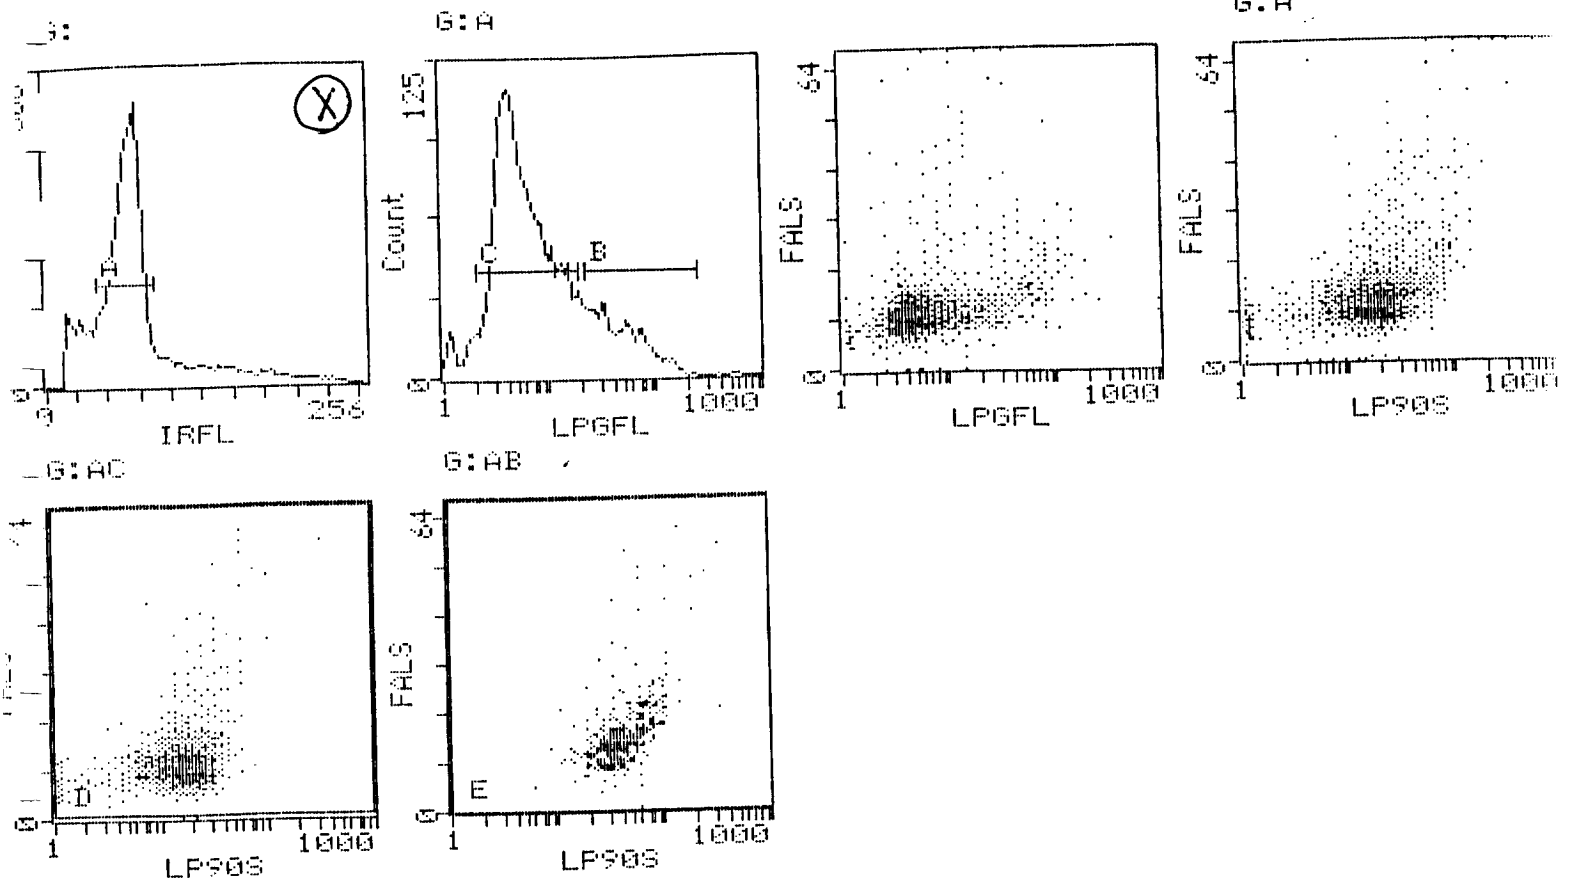 G:
G:A
G:A
X
A
0
256
IRFL
125
Count
C
B
0
1
1000
LPGFL
64
FALS
0
1
1000
LPGFL
64
FALS
0
1
1000
LP90S
G:AC
G:AB
D
0
1
1000
LP90S
64
FALS
E
0
1
1000
LP90S